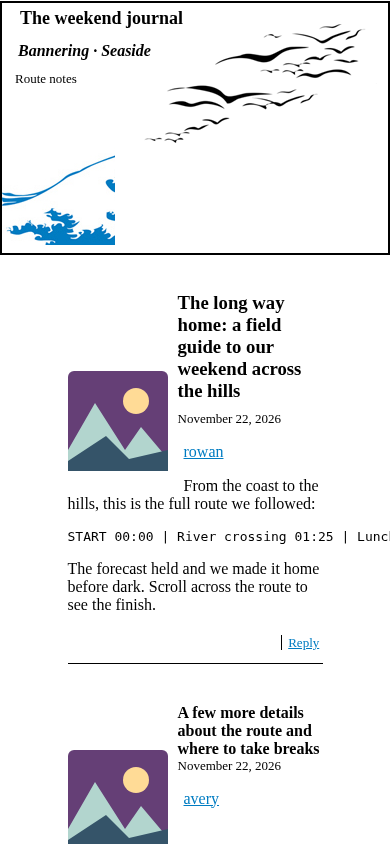 The weekend journal
Bannering · Seaside
Route notes
The long way
home: a field
guide to our
weekend across
the hills
November 22, 2026
rowan
From the coast to the
hills, this is the full route we followed:
START 00:00 | River crossing 01:25 | Lunch
The forecast held and we made it home
before dark. Scroll across the route to
see the finish.
Reply
A few more details
about the route and
where to take breaks
November 22, 2026
avery